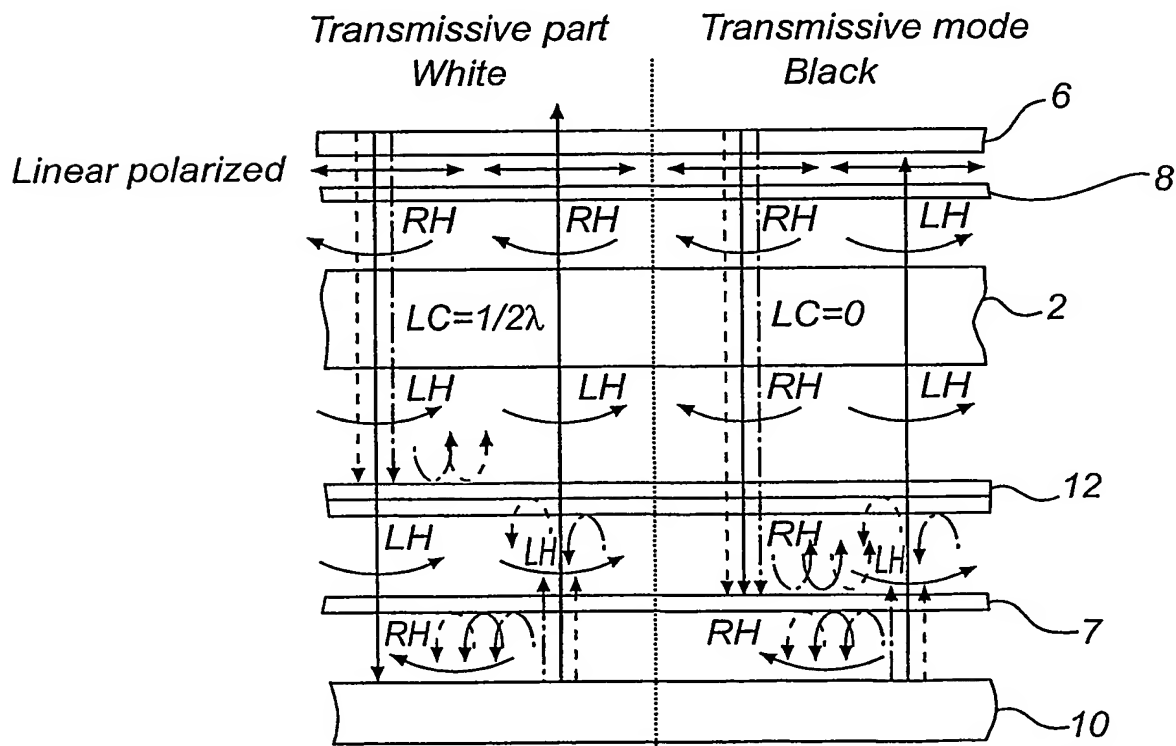 Transmissive part
White
Transmissive mode
Black
6
Linear polarized
8
RH RH RH LH
LC=1/2λ LC=0
2
LH LH RH LH
12
LH LH RH LH
7
RH RH
10